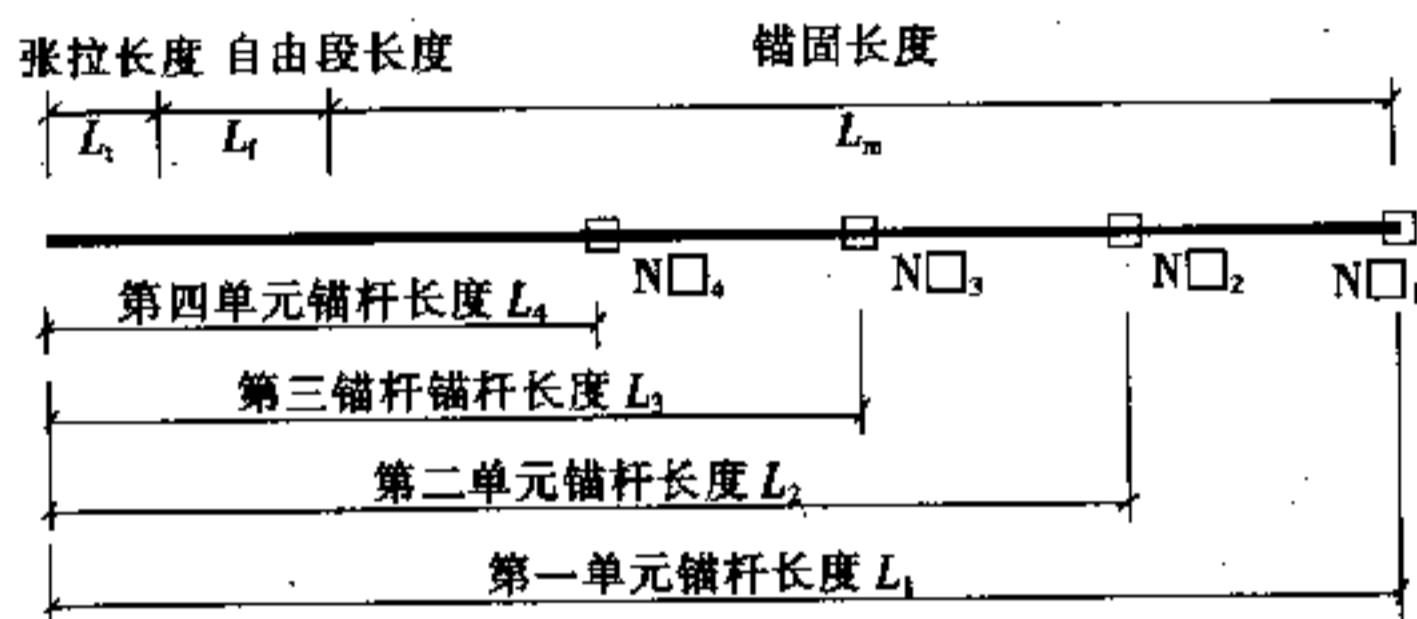 张拉长度 自由段长度 锚固长度
Lt Lf Lm
N□4 N□3 N□2 N□1
第四单元锚杆长度 L4
第三锚杆锚杆长度 L3
第二单元锚杆长度 L2
第一单元锚杆长度 L1